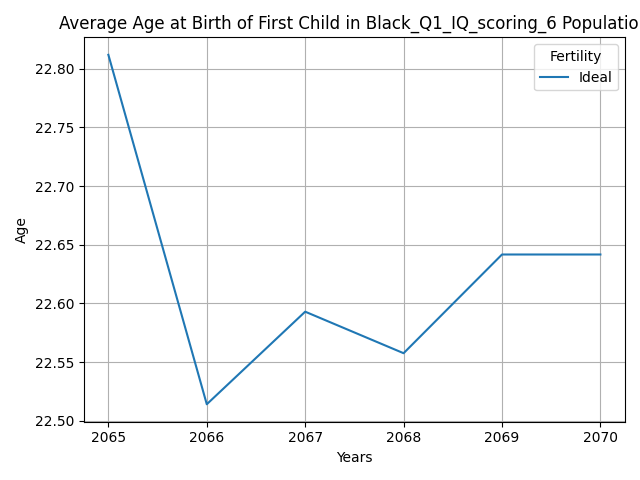 Average Age at Birth of First Child in Black_Q1_IQ_scoring_6 Populatio
Fertility
Ideal
22.80
22.75
22.70
22.65
22.60
22.55
22.50
Age
2065 2066 2067 2068 2069 2070
Years